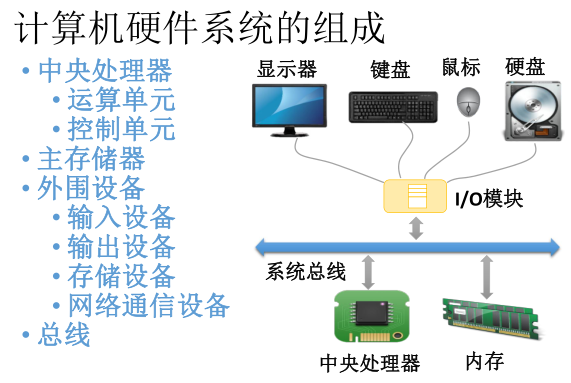 计算机硬件系统的组成
• 中央处理器
• 运算单元
• 控制单元
• 主存储器
• 外围设备
• 输入设备
• 输出设备
• 存储设备
• 网络通信设备
• 总线
显示器
键盘
鼠标
硬盘
I/O模块
系统总线
中央处理器
内存